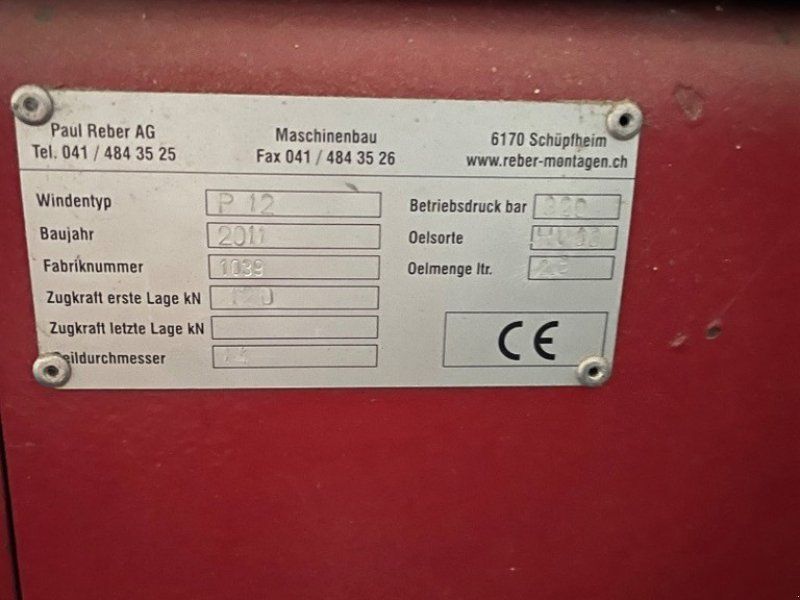 Paul Reber AG Maschinenbau 6170 Schüpfheim
Tel. 041 / 484 35 25 Fax 041 / 484 35 26 www.reber-montagen.ch
Windentyp P 12 Betriebsdruck bar
Baujahr 2011 Oelsorte
Fabriknummer 1039 Oelmenge ltr.
Zugkraft erste Lage kN 120
Zugkraft letzte Lage kN
Seildurchmesser
CE